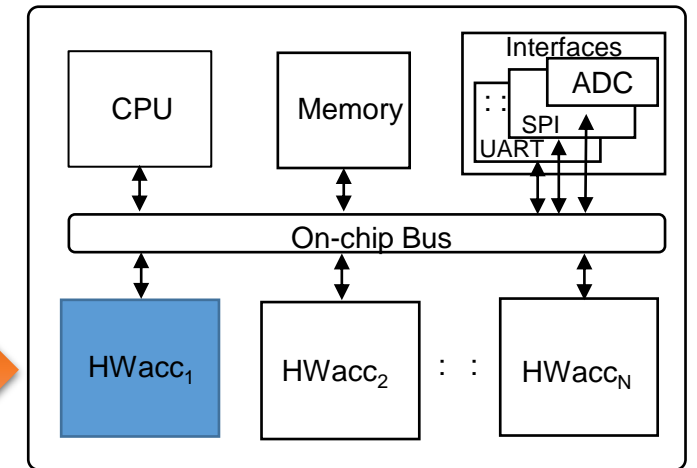 Interfaces
ADC
: :
SPI
UART
CPU
Memory
On-chip Bus
HWacc₁
HWacc₂
: :
HWaccN